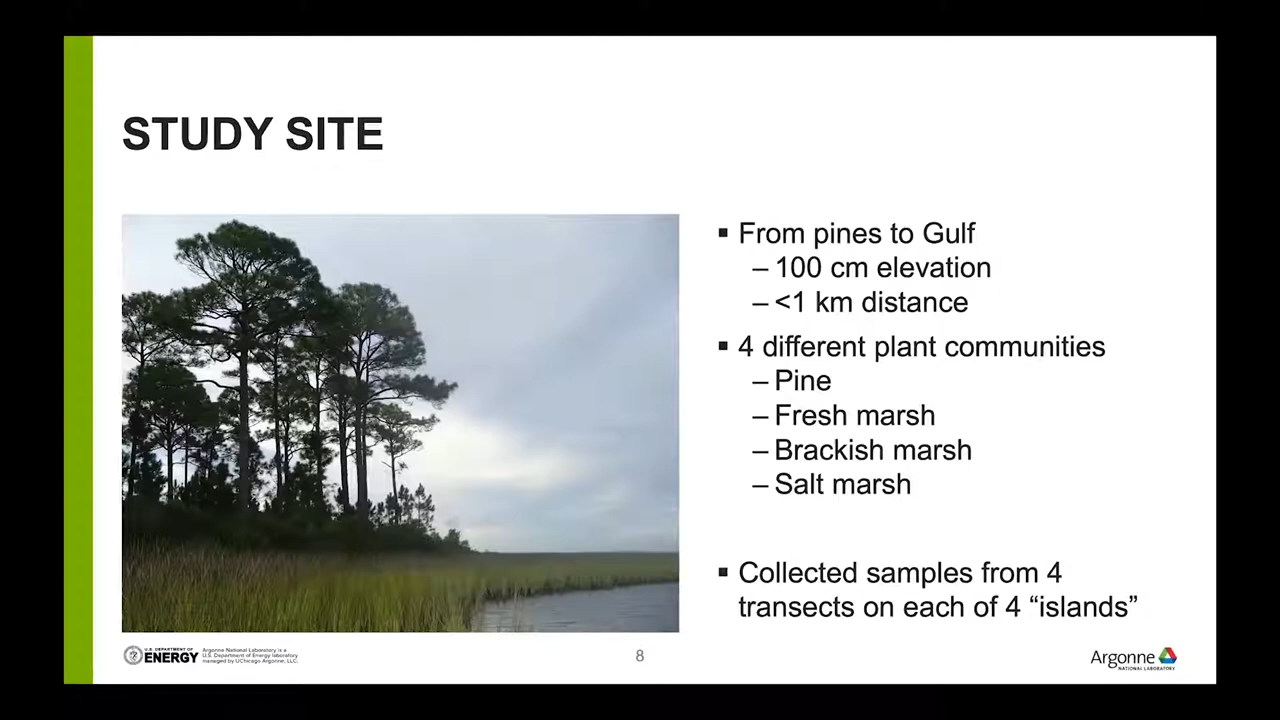 STUDY SITE
▪ From pines to Gulf
– 100 cm elevation
– <1 km distance
▪ 4 different plant communities
– Pine
– Fresh marsh
– Brackish marsh
– Salt marsh
▪ Collected samples from 4
transects on each of 4 “islands”
U.S. DEPARTMENT OF
ENERGY
Argonne National Laboratory is a
U.S. Department of Energy laboratory
managed by UChicago Argonne, LLC.
8
Argonne
NATIONAL LABORATORY